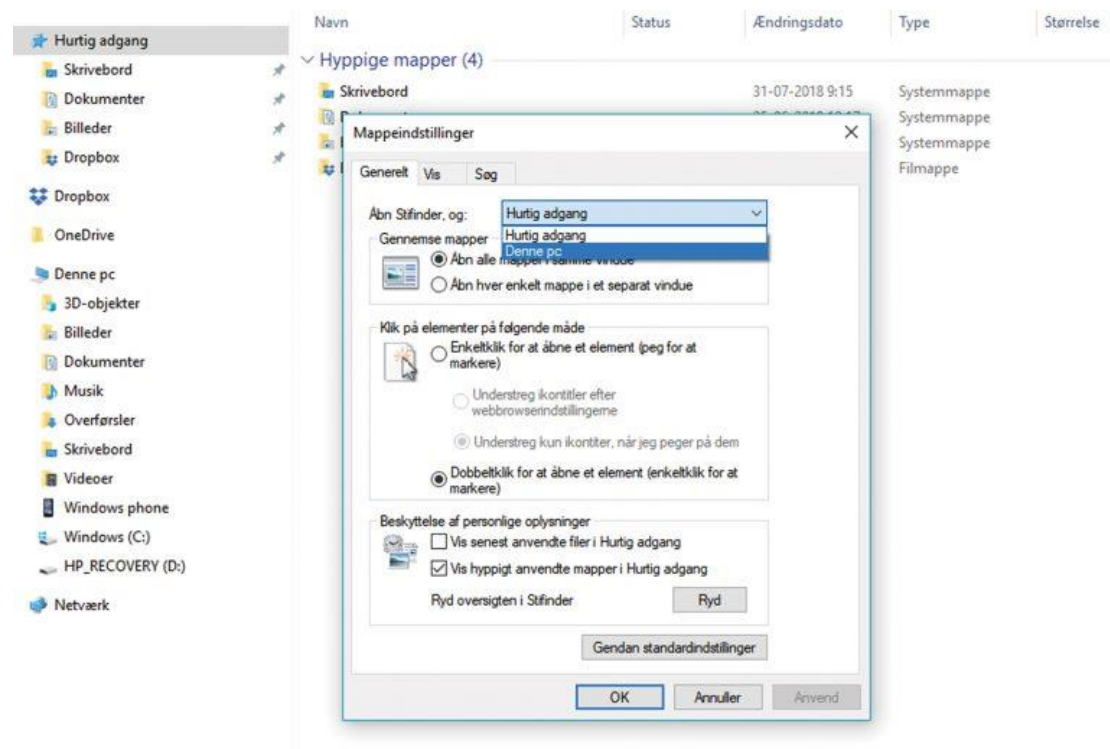 Navn Status Ændringsdato Type Størrelse
Hurtig adgang
Skrivebord
Dokumenter
Billeder
Dropbox
Dropbox
OneDrive
Denne pc
3D-objekter
Billeder
Dokumenter
Musik
Overførsler
Skrivebord
Videoer
Windows phone
Windows (C:)
HP_RECOVERY (D:)
Netværk
Hyppige mapper (4)
Skrivebord 31-07-2018 9:15 Systemmappe
Systemmappe
Systemmappe
Filmappe
Mappeindstillinger
Generelt Vis Søg
Åbn Stifinder, og: Hurtig adgang
Hurtig adgang
Denne pc
Gennemse mapper
Åbn alle mapper i samme vindue
Åbn hver enkelt mappe i et separat vindue
Klik på elementer på følgende måde
Enkeltklik for at åbne et element (peg for at
markere)
Understreg ikontitler efter
webbrowserindstillingerne
Understreg kun ikontiter, når jeg peger på dem
Dobbeltklik for at åbne et element (enkeltklik for at
markere)
Beskyttelse af personlige oplysninger
Vis senest anvendte filer i Hurtig adgang
Vis hyppigt anvendte mapper i Hurtig adgang
Ryd oversigten i Stifinder Ryd
Gendan standardindstillinger
OK Annuller Anvend